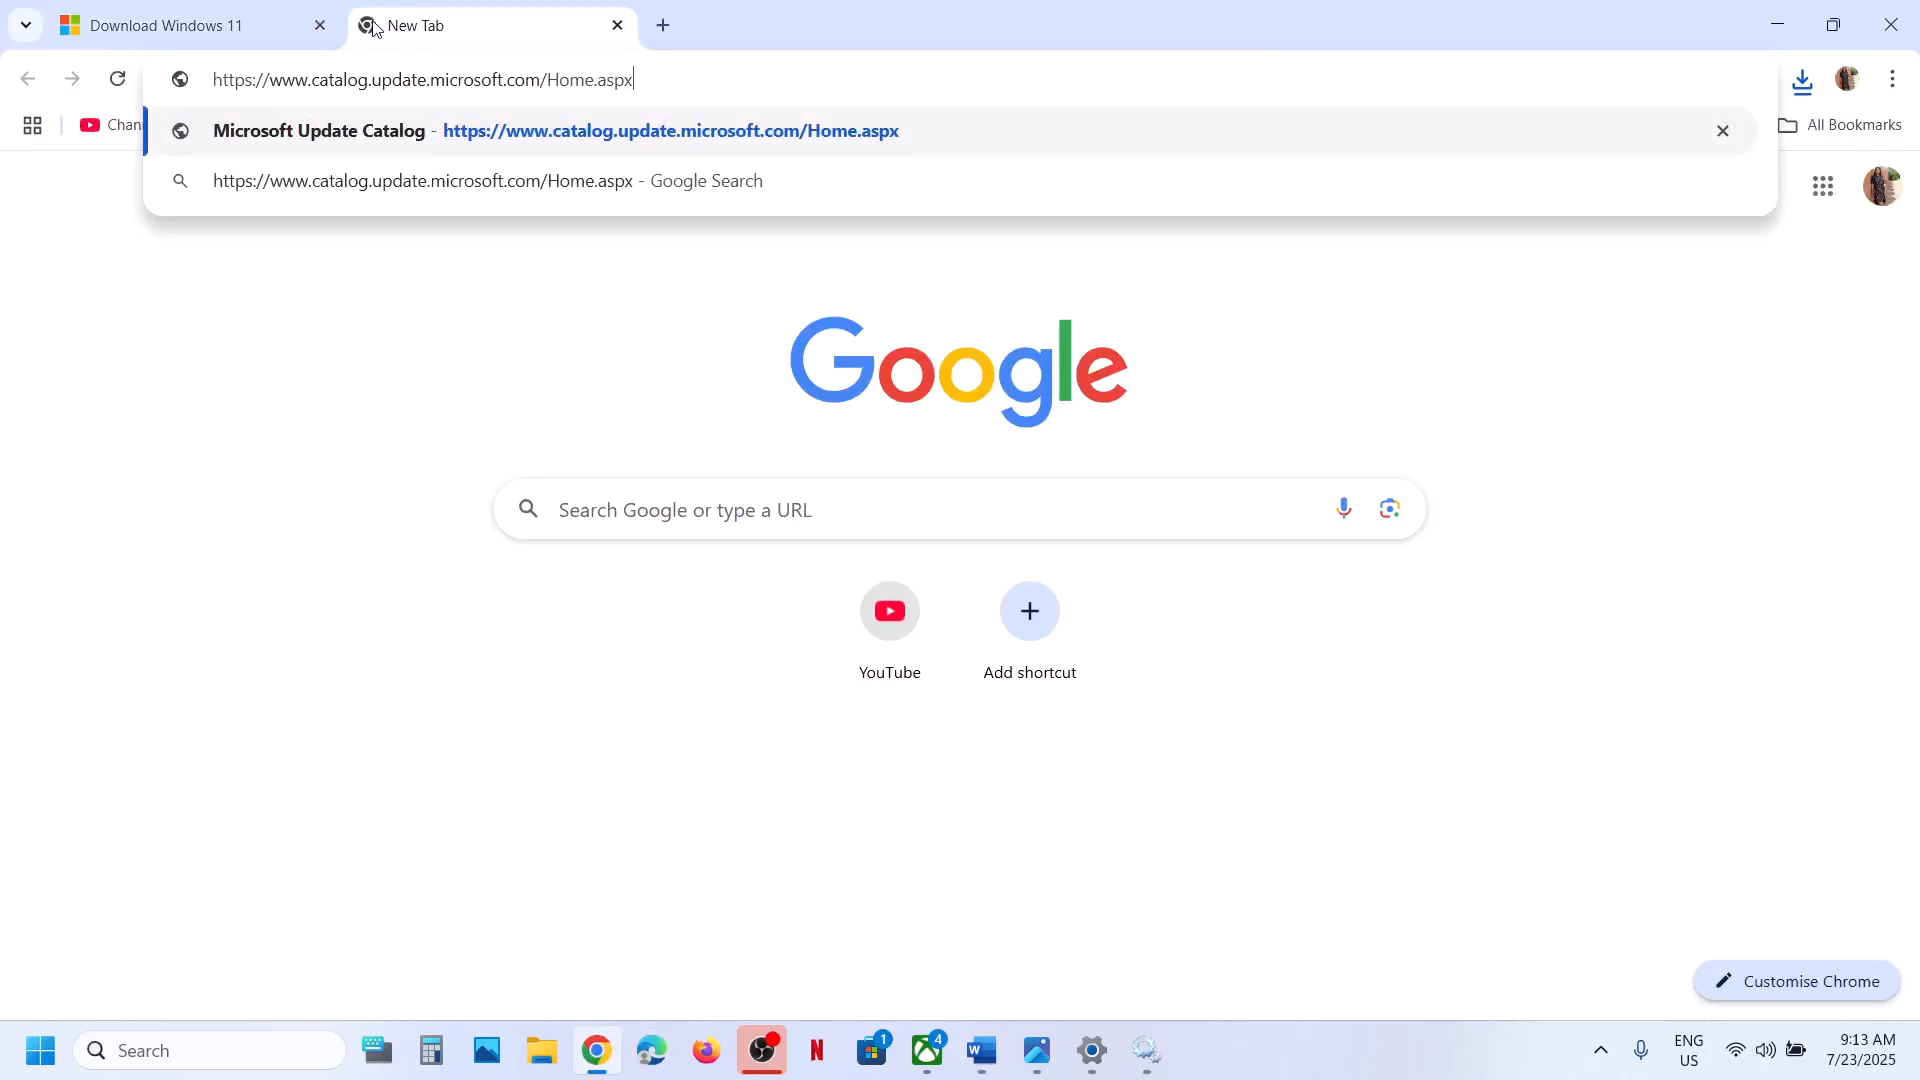 Download Windows 11
New Tab
https://www.catalog.update.microsoft.com/Home.aspx
Chan
Microsoft Update Catalog - https://www.catalog.update.microsoft.com/Home.aspx
All Bookmarks
https://www.catalog.update.microsoft.com/Home.aspx - Google Search
Google
Search Google or type a URL
YouTube
Add shortcut
Customise Chrome
Search
N
1
4
W
ENG
US
9:13 AM
7/23/2025